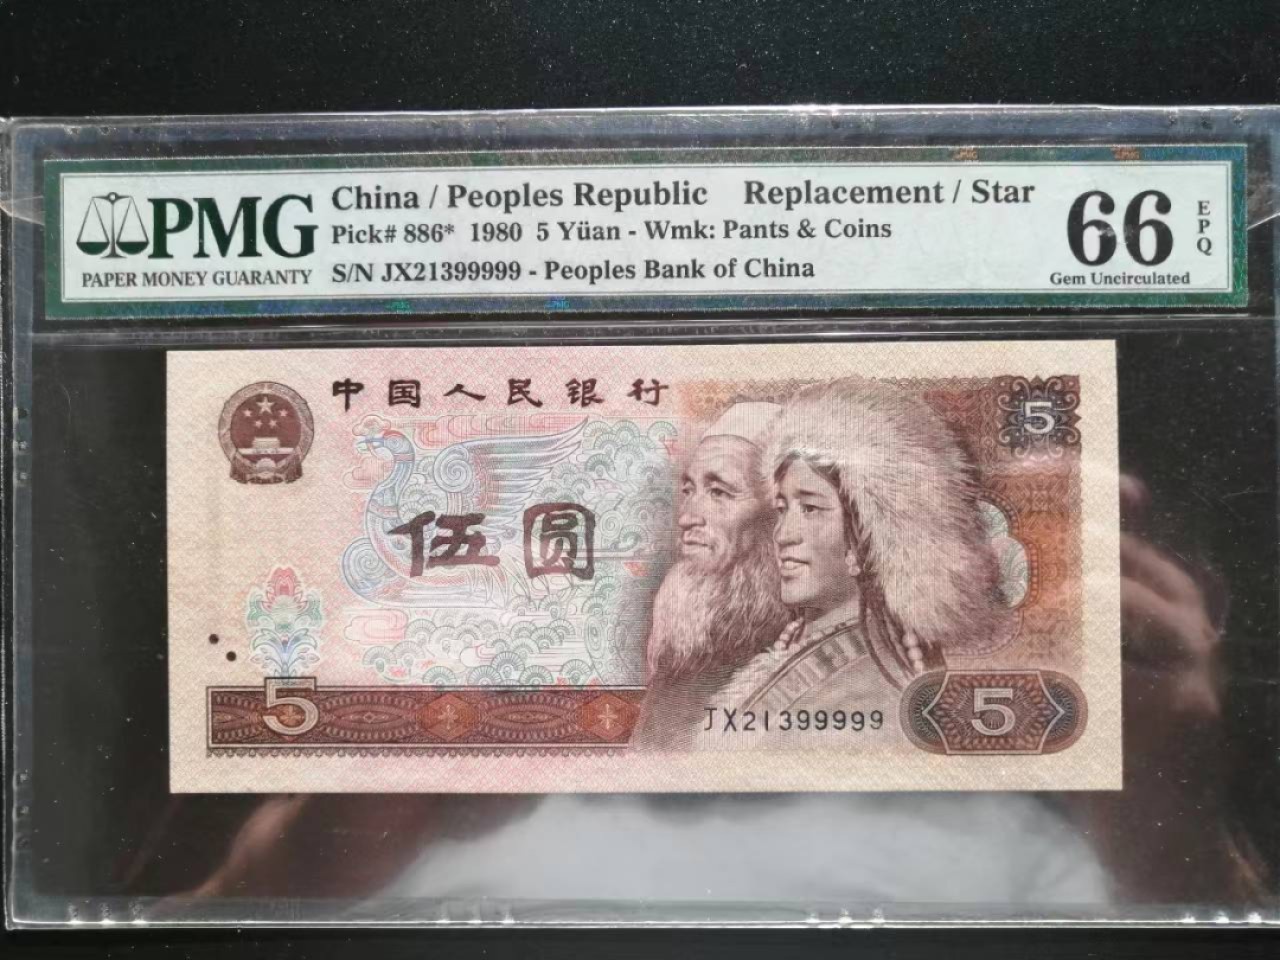 PMG
PAPER MONEY GUARANTY
China / Peoples Republic Replacement / Star
Pick# 886* 1980 5 Yüan - Wmk: Pants & Coins
S/N JX21399999 - Peoples Bank of China
66
EPQ
Gem Uncirculated
中国人民银行
5
伍圆
5
JX21399999
5